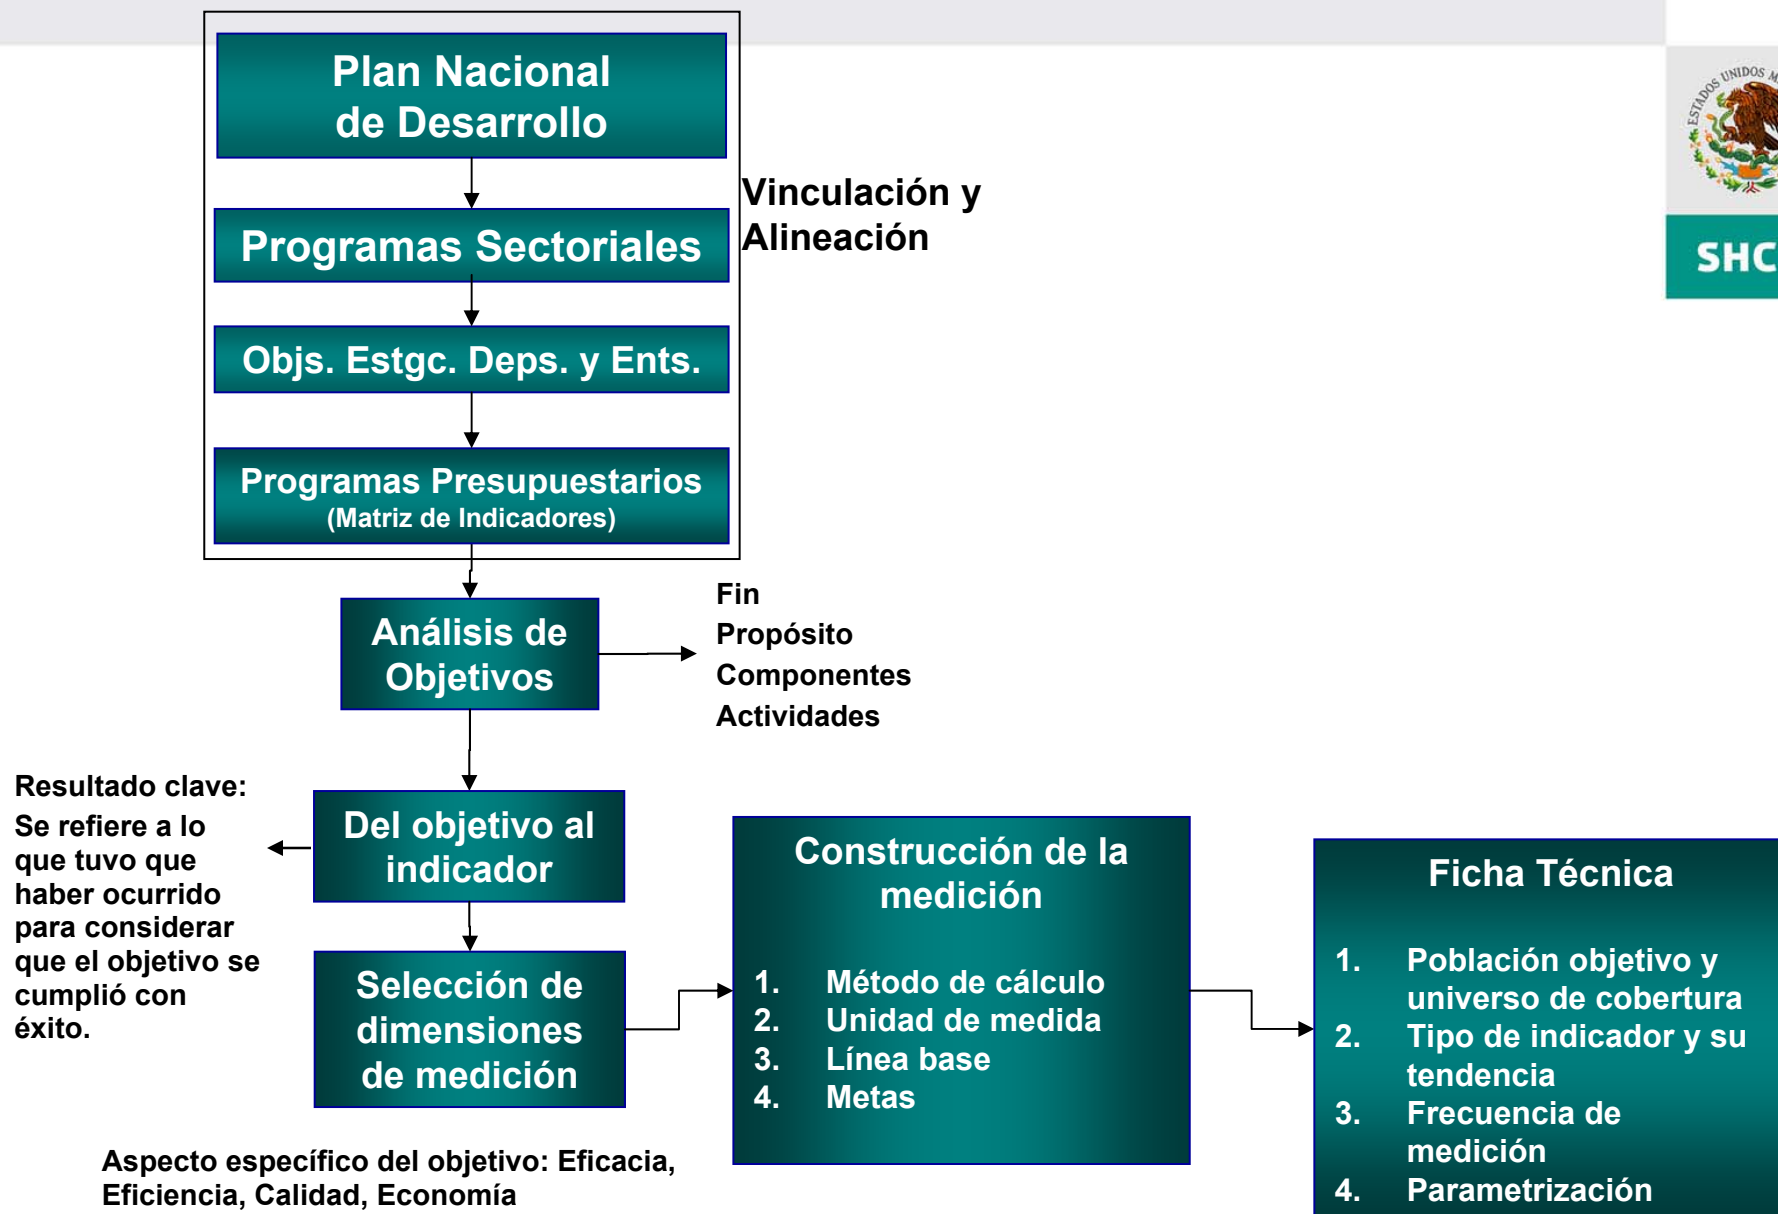 Plan Nacional
de Desarrollo
Programas Sectoriales
Objs. Estgc. Deps. y Ents.
Programas Presupuestarios
(Matriz de Indicadores)
Vinculación y
Alineación
ESTADOS UNIDOS M
SHC
Análisis de
Objetivos
Fin
Propósito
Componentes
Actividades
Resultado clave:
Se refiere a lo
que tuvo que
haber ocurrido
para considerar
que el objetivo se
cumplió con
éxito.
Del objetivo al
indicador
Selección de
dimensiones
de medición
Aspecto específico del objetivo: Eficacia,
Eficiencia, Calidad, Economía
Construcción de la
medición
1. Método de cálculo
2. Unidad de medida
3. Línea base
4. Metas
Ficha Técnica
1. Población objetivo y
universo de cobertura
2. Tipo de indicador y su
tendencia
3. Frecuencia de
medición
4. Parametrización